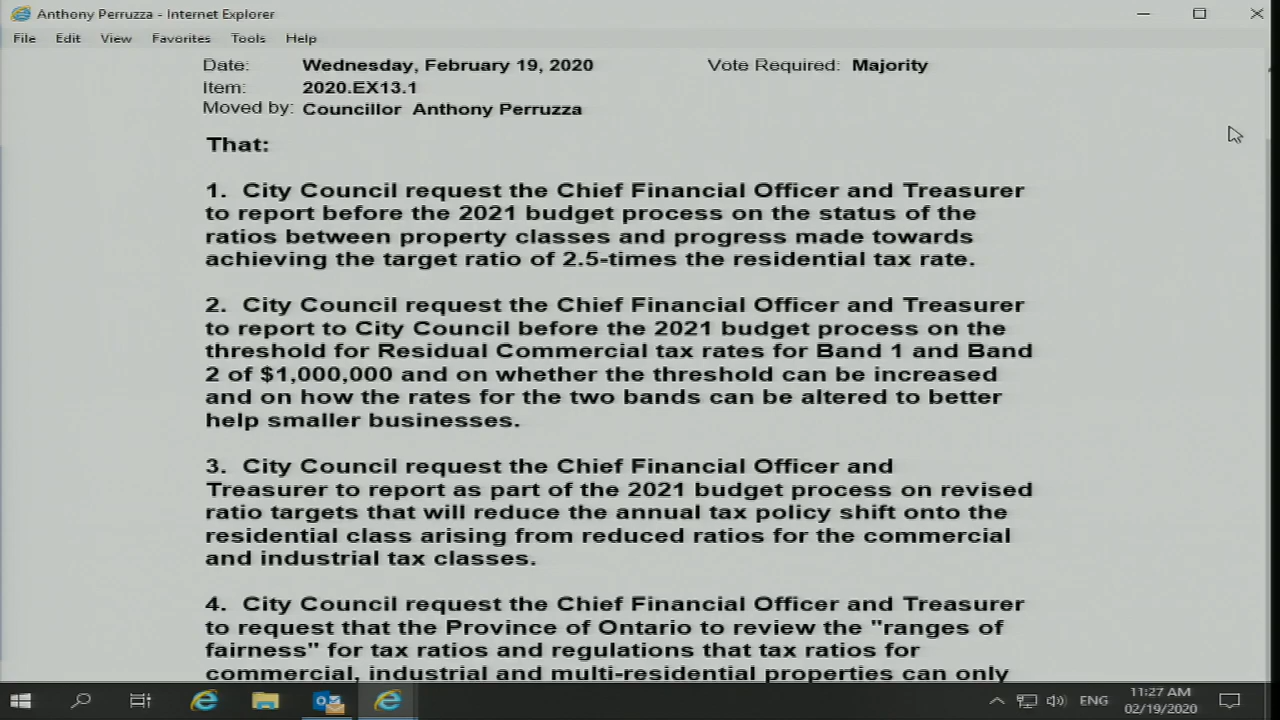 Anthony Perruzza - Internet Explorer
File Edit View Favorites Tools Help
Date: Wednesday, February 19, 2020 Vote Required: Majority
Item: 2020.EX13.1
Moved by: Councillor Anthony Perruzza
That:
1. City Council request the Chief Financial Officer and Treasurer
to report before the 2021 budget process on the status of the
ratios between property classes and progress made towards
achieving the target ratio of 2.5-times the residential tax rate.
2. City Council request the Chief Financial Officer and Treasurer
to report to City Council before the 2021 budget process on the
threshold for Residual Commercial tax rates for Band 1 and Band
2 of $1,000,000 and on whether the threshold can be increased
and on how the rates for the two bands can be altered to better
help smaller businesses.
3. City Council request the Chief Financial Officer and
Treasurer to report as part of the 2021 budget process on revised
ratio targets that will reduce the annual tax policy shift onto the
residential class arising from reduced ratios for the commercial
and industrial tax classes.
4. City Council request the Chief Financial Officer and Treasurer
to request that the Province of Ontario to review the "ranges of
fairness" for tax ratios and regulations that tax ratios for
commercial, industrial and multi-residential properties can only
ENG
11:27 AM
02/19/2020